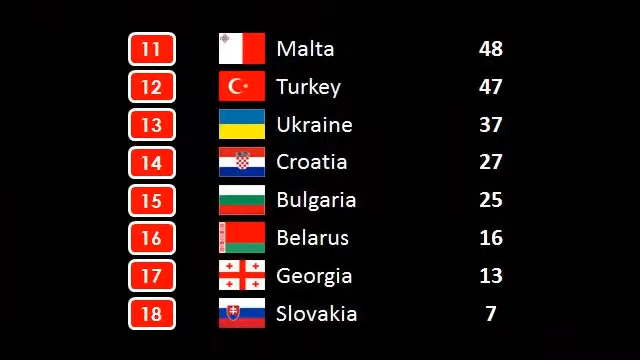 11 Malta 48
12 Turkey 47
13 Ukraine 37
14 Croatia 27
15 Bulgaria 25
16 Belarus 16
17 Georgia 13
18 Slovakia 7